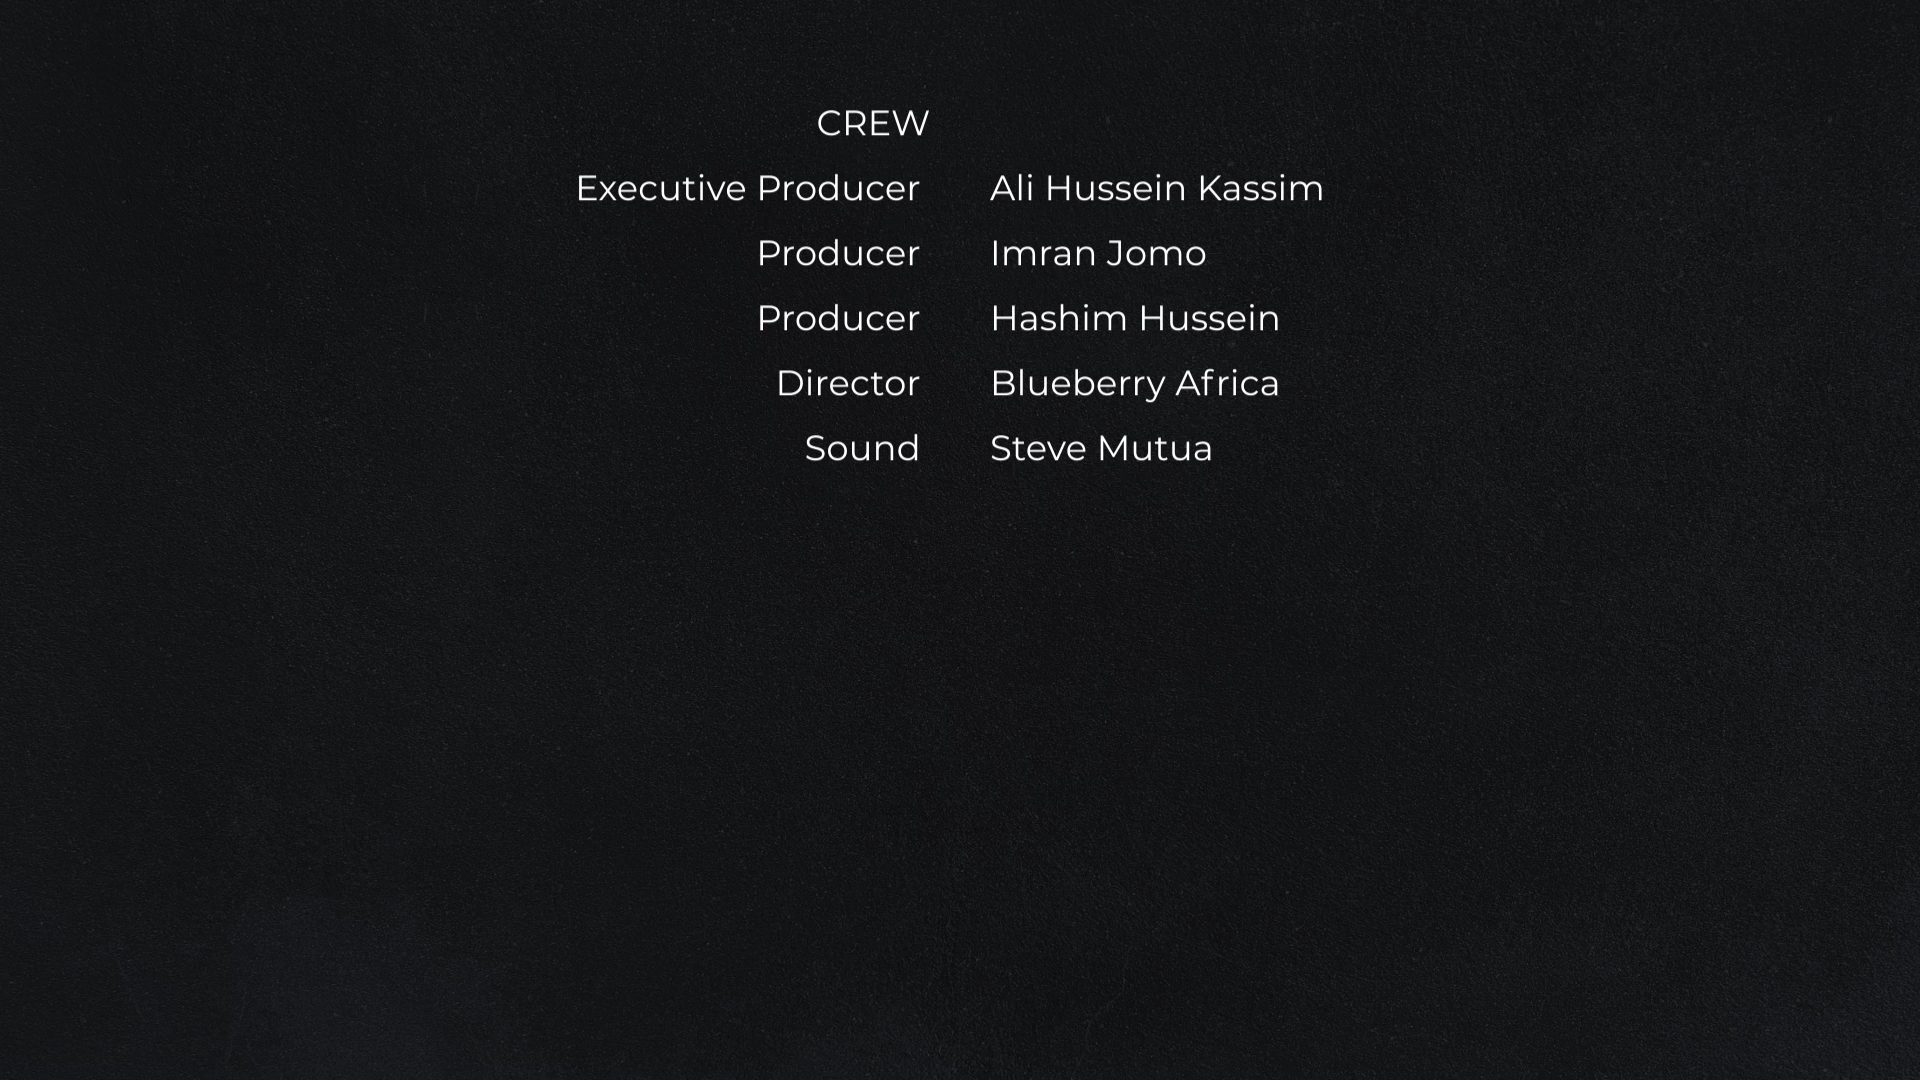 CREW
Executive Producer Ali Hussein Kassim
Producer Imran Jomo
Producer Hashim Hussein
Director Blueberry Africa
Sound Steve Mutua